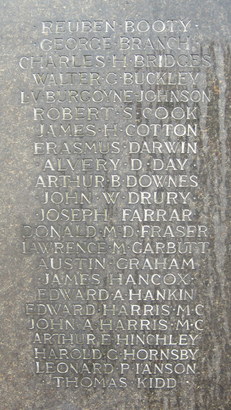 REUBEN·BOOTY·
GEORGE·BRANCH·
CHARLES·H·BRIDGES
WALTER·G·BUCKLEY
L·V·BURGOYNE·JOHNSON
ROBERT·S·COOK
JAMES·H·COTTON
ERASMUS·DARWIN
ALVERY·D·DAY
ARTHUR·B·DOWNES
JOHN·W·DRURY
JOSEPH·FARRAR
DONALD·M·D·FRASER
LAWRENCE·M·GARBUTT
AUSTIN·GRAHAM
JAMES·HANCOX
EDWARD·A·HANKIN
EDWARD·HARRIS·M·C
JOHN·A·HARRIS·M·C
ARTHUR·E·HINCHLEY
HAROLD·G·HORNSBY
LEONARD·P·IANSON
·THOMAS·KIDD·